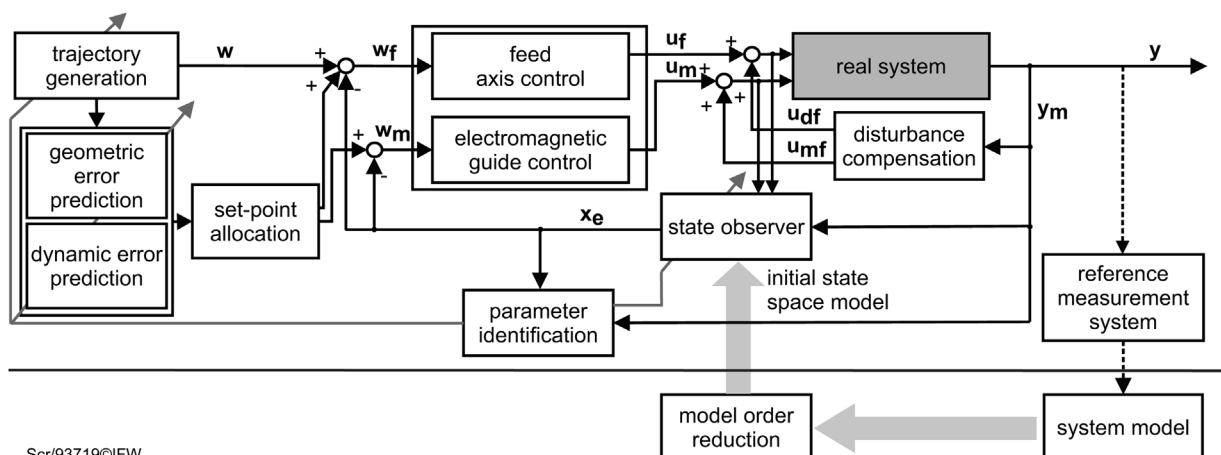 trajectory
generation
w
+
+
-
w_f
feed
axis control
u_f
+
+
real system
y
y_m
geometric
error
prediction
dynamic error
prediction
set-point
allocation
+
-
w_m
electromagnetic
guide control
u_m
+
+
+
u_df
u_mf
disturbance
compensation
x_e
state observer
parameter
identification
initial state
space model
reference
measurement
system
model order
reduction
system model
Scr/93719©IFW